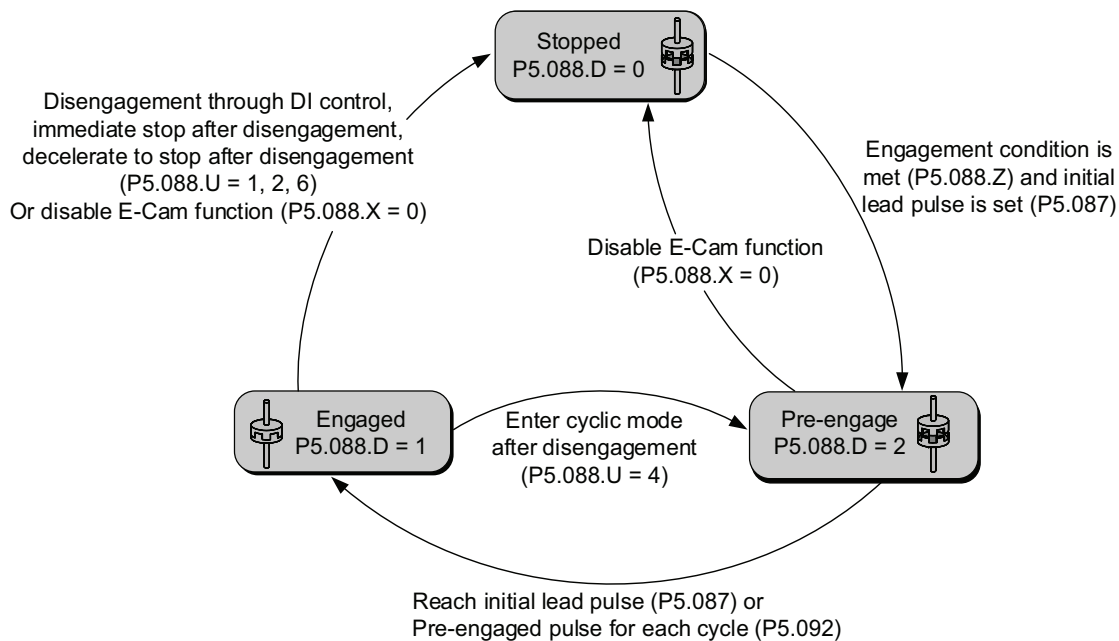 Stopped
P5.088.D = 0
Disengagement through DI control,
immediate stop after disengagement,
decelerate to stop after disengagement
(P5.088.U = 1, 2, 6)
Or disable E-Cam function (P5.088.X = 0)
Engagement condition is
met (P5.088.Z) and initial
lead pulse is set (P5.087)
Disable E-Cam function
(P5.088.X = 0)
Engaged
P5.088.D = 1
Enter cyclic mode
after disengagement
(P5.088.U = 4)
Pre-engage
P5.088.D = 2
Reach initial lead pulse (P5.087) or
Pre-engaged pulse for each cycle (P5.092)